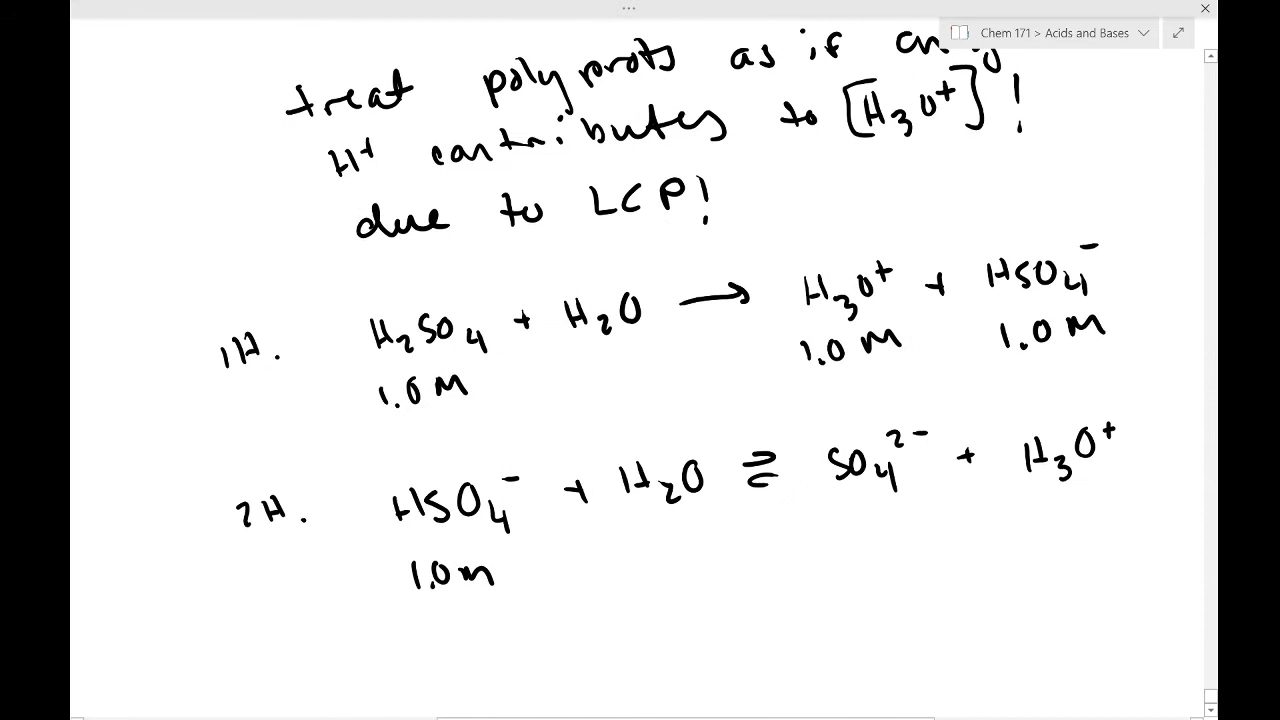 Chem 171 > Acids and Bases
treat polyprots as if only
H+ contributes to [H3O+]!
due to LCP!
1H. H2SO4 + H2O → H3O+ + HSO4-
1.0 M 1.0 M 1.0 M
2H. HSO4- + H2O ⇌ SO4 2- + H3O+
1.0 m